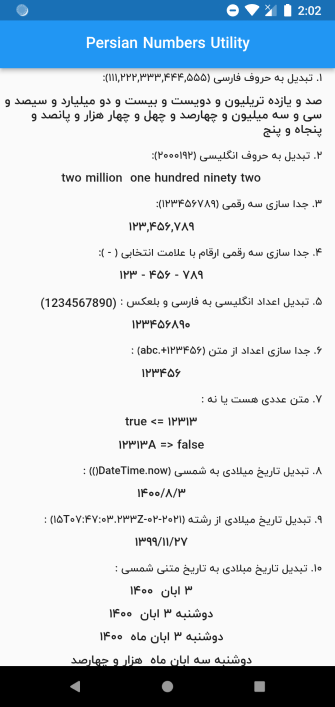 2:02
Persian Numbers Utility
۱. تبدیل به حروف فارسی (۱۱۱,۲۲۲,۳۳۳,۴۴۴,۵۵۵):
صد و یازده تریلیون و دویست و بیست و دو میلیارد و سیصد و
سی و سه میلیون و چهارصد و چهل و چهار هزار و پانصد و
پنجاه و پنج
۲. تبدیل به حروف انگلیسی (۲۰۰۰۱۹۲):
two million  one hundred ninety two
۳. جدا سازی سه رقمی (۱۲۳۴۵۶۷۸۹):
۱۲۳,۴۵۶,۷۸۹
۴. جدا سازی سه رقمی ارقام با علامت انتخابی ( - ):
۱۲۳ - ۴۵۶ - ۷۸۹
۵. تبدیل اعداد انگلیسی به فارسی و بلعکس : (1234567890)
۱۲۳۴۵۶۸۹۰
۶. جدا سازی اعداد از متن (abc.+۱۲۳۴۵۶) :
۱۲۳۴۵۶
۷. متن عددی هست یا نه :
true <= ۱۲۳۱۳
۱۲۳۱۳A => false
۸. تبدیل تاریخ میلادی به شمسی (DateTime.now()) :
۱۴۰۰/۸/۳
۹. تبدیل تاریخ میلادی از رشته (۲۰۲۱-۰۲-۱۵T۰۷:۴۷:۰۳.۲۳۳Z) :
۱۳۹۹/۱۱/۲۷
۱۰. تبدیل تاریخ میلادی به تاریخ متنی شمسی :
۳ ابان  ۱۴۰۰
دوشنبه ۳ ابان  ۱۴۰۰
دوشنبه ۳ ابان ماه  ۱۴۰۰
دوشنبه سه ابان ماه  هزار و چهارصد